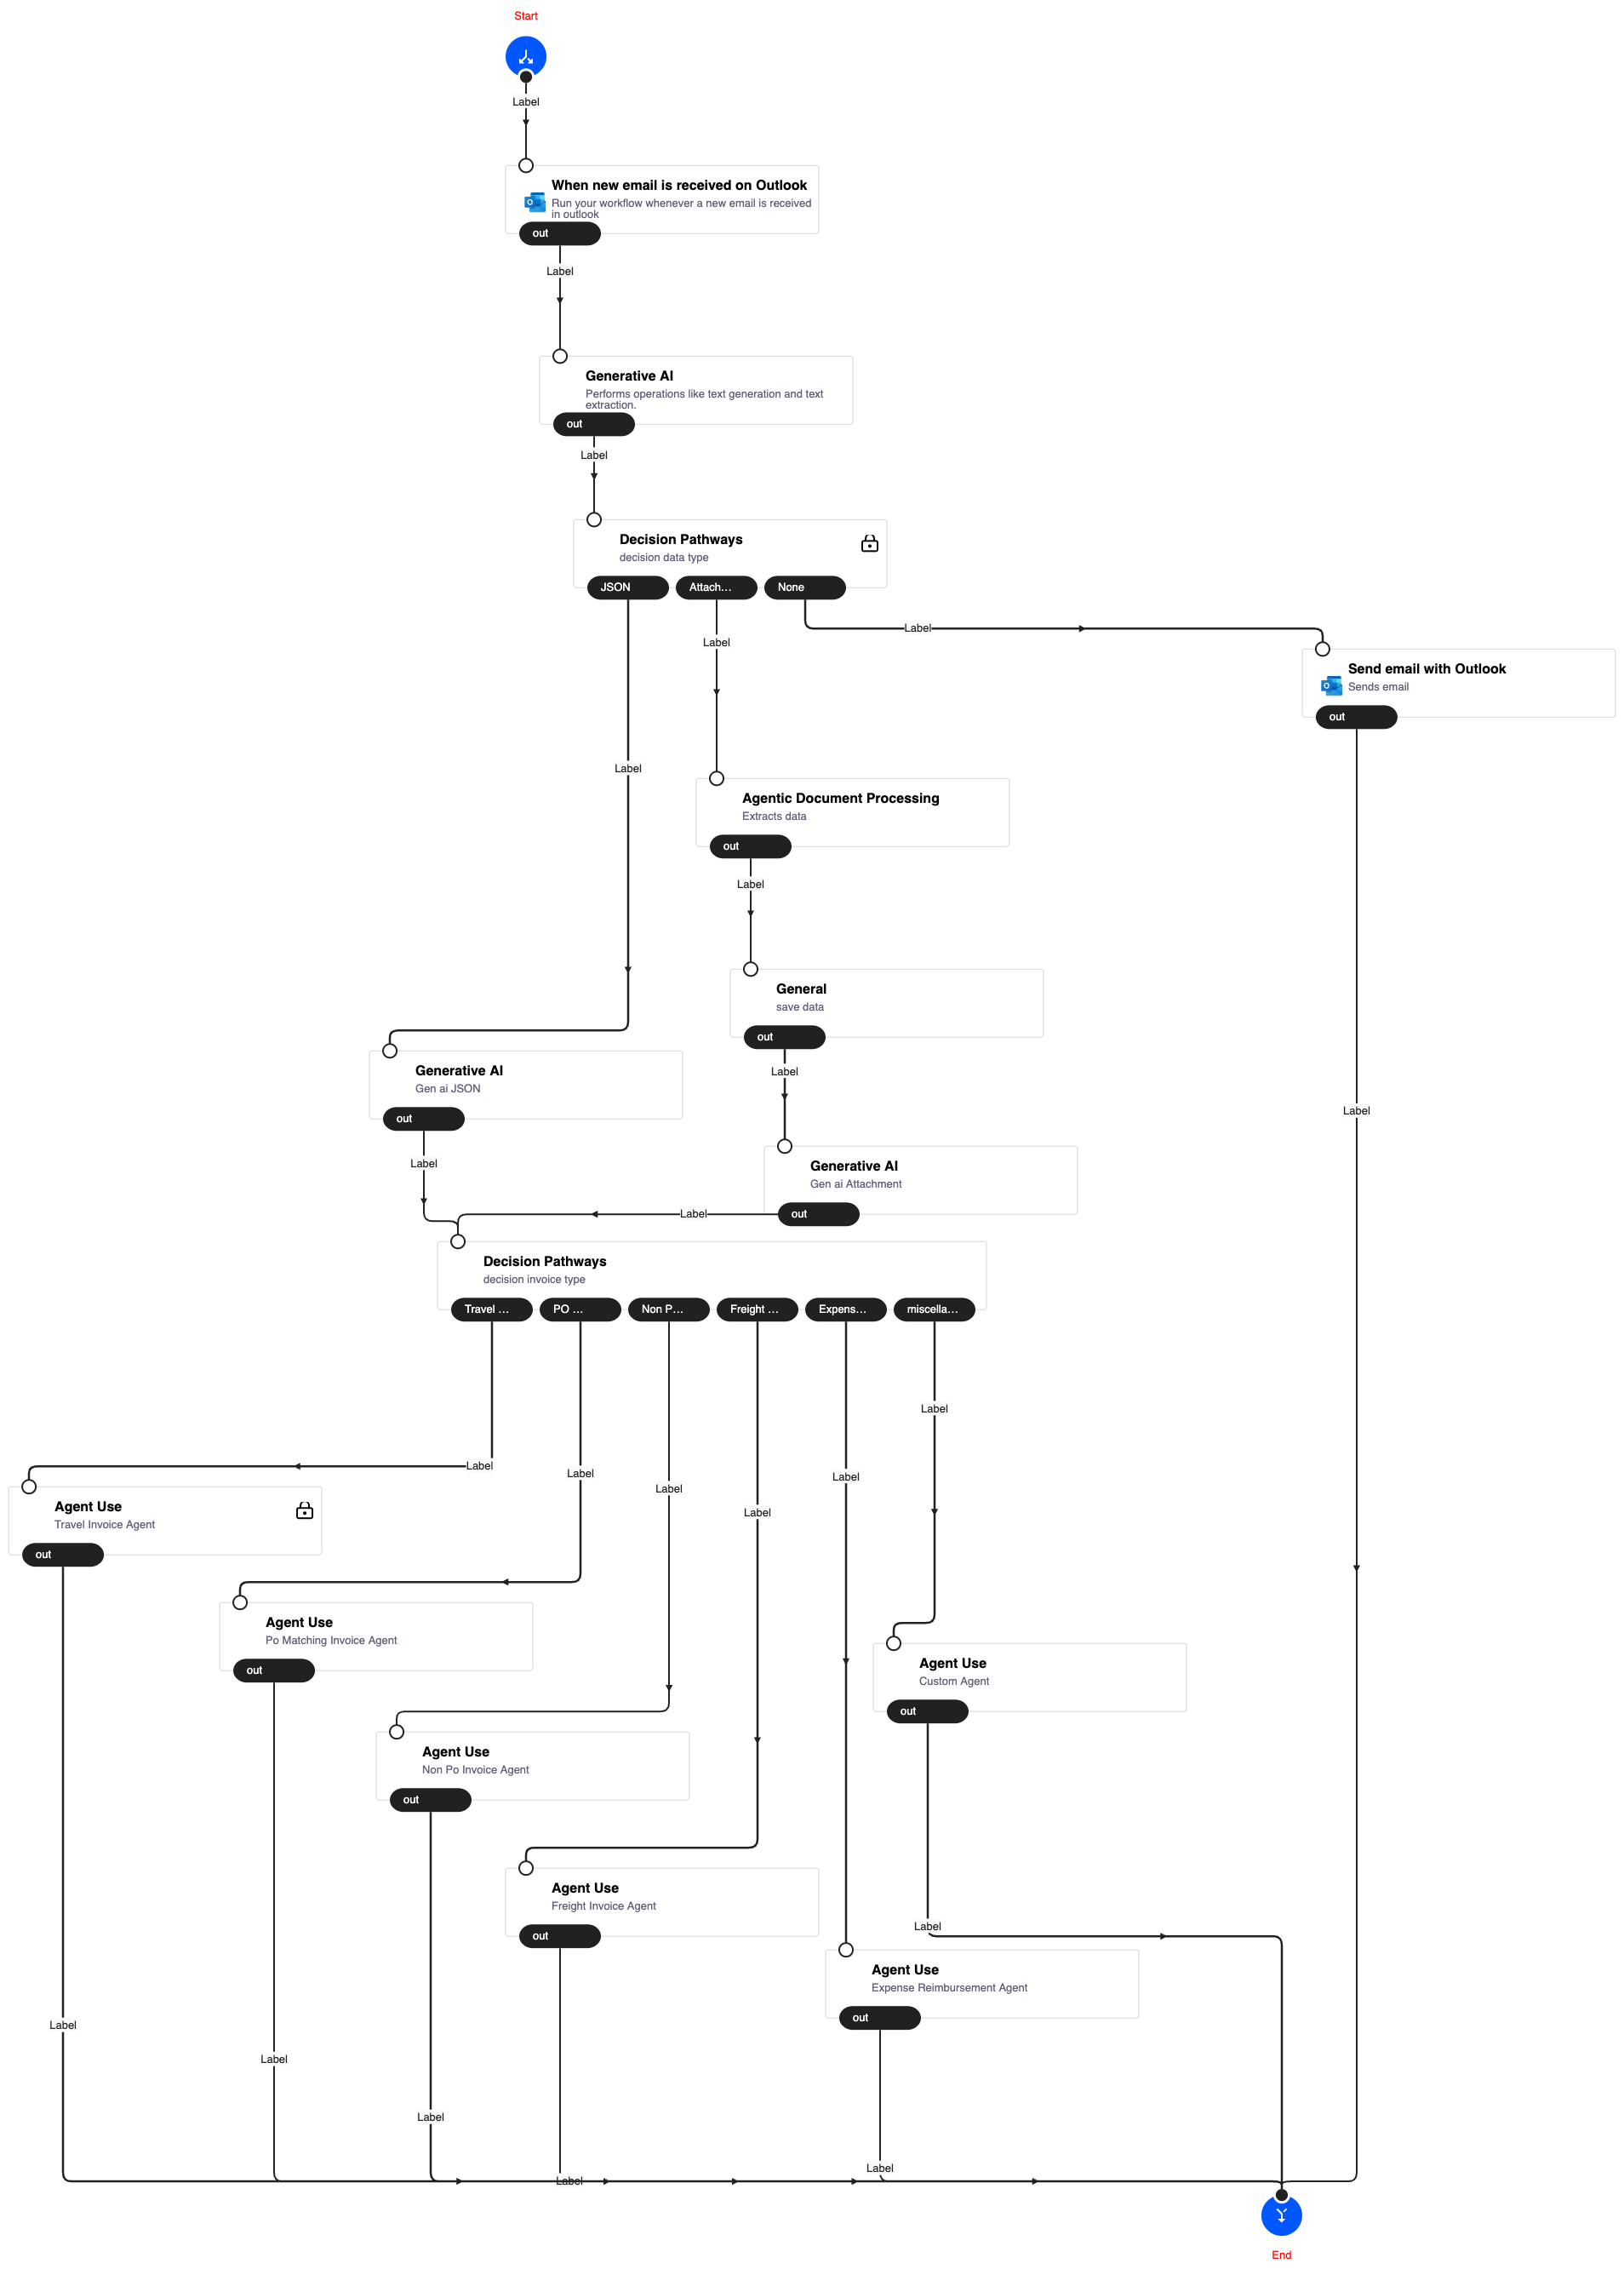 Start
Label
When new email is received on Outlook
Run your workflow whenever a new email is received
in outlook
out
Label
Generative AI
Performs operations like text generation and text
extraction.
out
Label
Decision Pathways
decision data type
JSON
Attach...
None
Label
Label
Send email with Outlook
Sends email
out
Label
Agentic Document Processing
Extracts data
out
Label
General
save data
out
Label
Generative AI
Gen ai JSON
out
Label
Label
Generative AI
Gen ai Attachment
out
Label
Decision Pathways
decision invoice type
Travel ...
PO ...
Non P...
Freight ...
Expens...
miscella...
Label
Label
Label
Label
Label
Label
Agent Use
Travel Invoice Agent
out
Agent Use
Po Matching Invoice Agent
out
Agent Use
Custom Agent
out
Agent Use
Non Po Invoice Agent
out
Agent Use
Freight Invoice Agent
out
Label
Agent Use
Expense Reimbursement Agent
out
Label
Label
Label
Label
Label
End